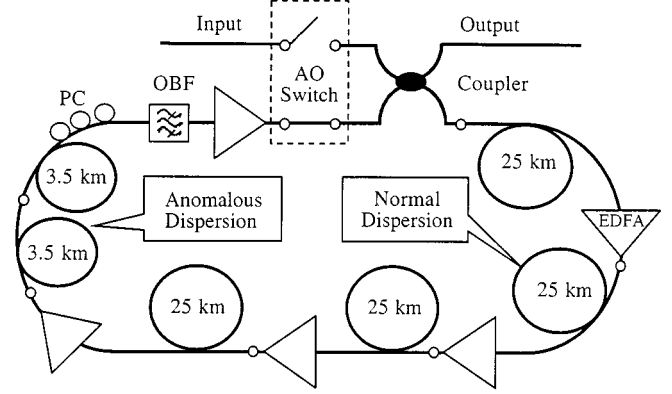 Input
Output
AO
Switch
Coupler
PC
OBF
25 km
3.5 km
Anomalous
Dispersion
Normal
Dispersion
EDFA
3.5 km
25 km
25 km
25 km